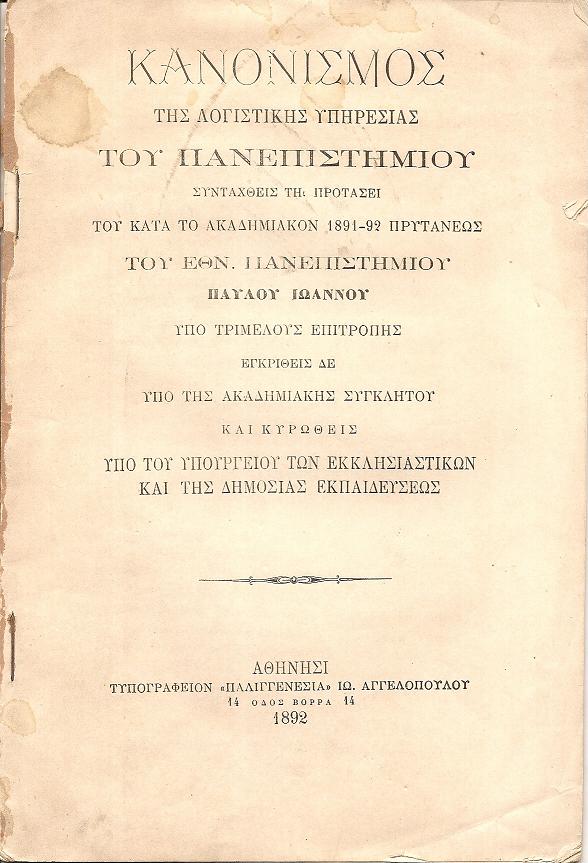 ΚΑΝΟΝΙΣΜΟΣ
ΤΗΣ ΛΟΓΙΣΤΙΚΗΣ ΥΠΗΡΕΣΙΑΣ
ΤΟΥ ΠΑΝΕΠΙΣΤΗΜΙΟΥ
ΣΥΝΤΑΧΘΕΙΣ ΤΗι ΠΡΟΤΑΣΕΙ
ΤΟΥ ΚΑΤΑ ΤΟ ΑΚΑΔΗΜΙΑΚΟΝ 1891-92 ΠΡΥΤΑΝΕΩΣ
ΤΟΥ ΕΘΝ. ΠΑΝΕΠΙΣΤΗΜΙΟΥ
ΠΑΥΛΟΥ ΙΩΑΝΝΟΥ
ΥΠΟ ΤΡΙΜΕΛΟΥΣ ΕΠΙΤΡΟΠΗΣ
ΕΓΚΡΙΘΕΙΣ ΔΕ
ΥΠΟ ΤΗΣ ΑΚΑΔΗΜΙΑΚΗΣ ΣΥΓΚΛΗΤΟΥ
ΚΑΙ ΚΥΡΩΘΕΙΣ
ΥΠΟ ΤΟΥ ΥΠΟΥΡΓΕΙΟΥ ΤΩΝ ΕΚΚΛΗΣΙΑΣΤΙΚΩΝ
ΚΑΙ ΤΗΣ ΔΗΜΟΣΙΑΣ ΕΚΠΑΙΔΕΥΣΕΩΣ
ΑΘΗΝΗΣΙ
ΤΥΠΟΓΡΑΦΕΙΟΝ «ΠΑΛΙΓΓΕΝΕΣΙΑ» ΙΩ. ΑΓΓΕΛΟΠΟΥΛΟΥ
14 ΟΔΟΣ ΒΟΡΡΑ 14
1892